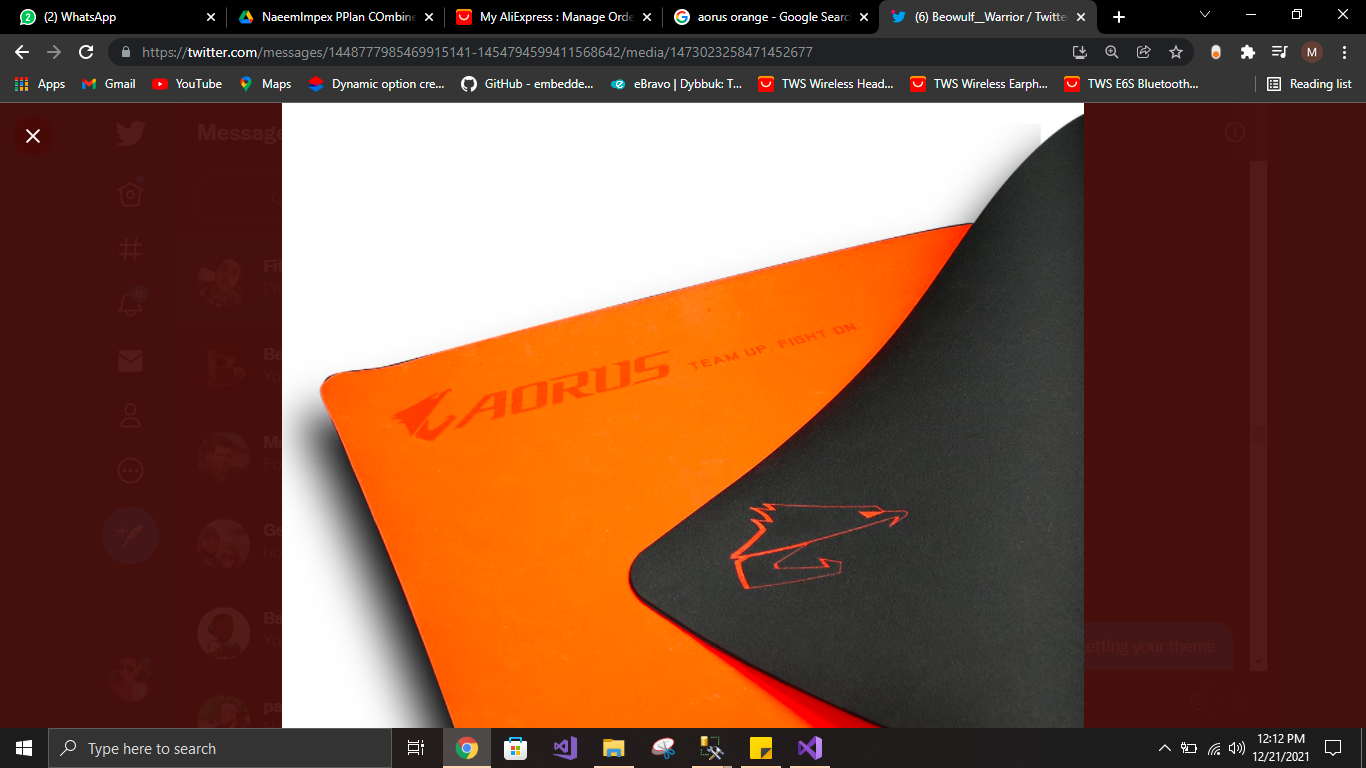 (2) WhatsApp
NaeemImpex PPlan COmbine
My AliExpress : Manage Orde
aorus orange - Google Searc
(6) Beowulf__Warrior / Twitte
https://twitter.com/messages/1448777985469915141-1454794599411568642/media/1473023258471452677
M
Apps
Gmail
YouTube
Maps
Dynamic option cre...
GitHub - embedde...
eBravo | Dybbuk: T...
TWS Wireless Head...
TWS Wireless Earph...
TWS E6S Bluetooth...
Reading list
Message
AORUS TEAM UP. FIGHT ON.
etting your theme
Type here to search
12:12 PM
12/21/2021